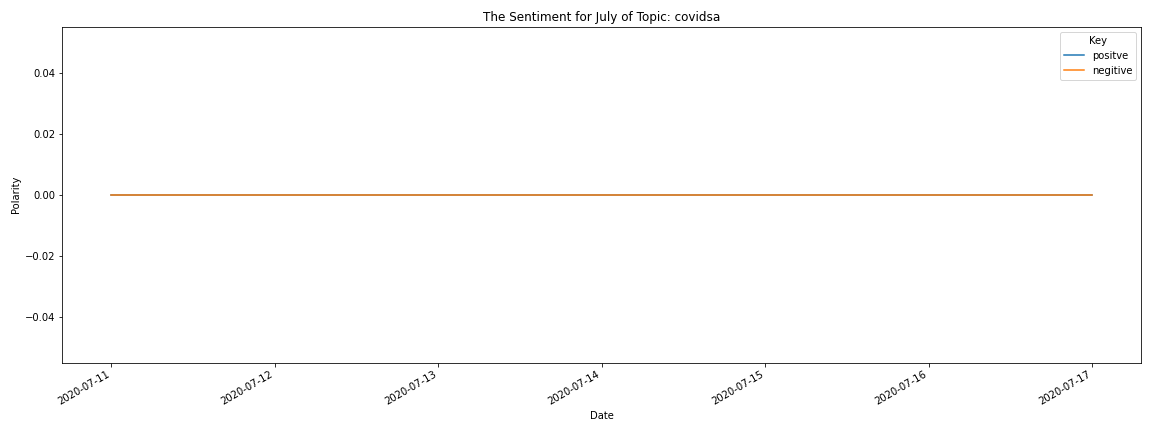 The Sentiment for July of Topic: covidsa
Key
positve
negitive
0.04
0.02
0.00
−0.02
−0.04
Polarity
2020-07-11
2020-07-12
2020-07-13
2020-07-14
2020-07-15
2020-07-16
2020-07-17
Date